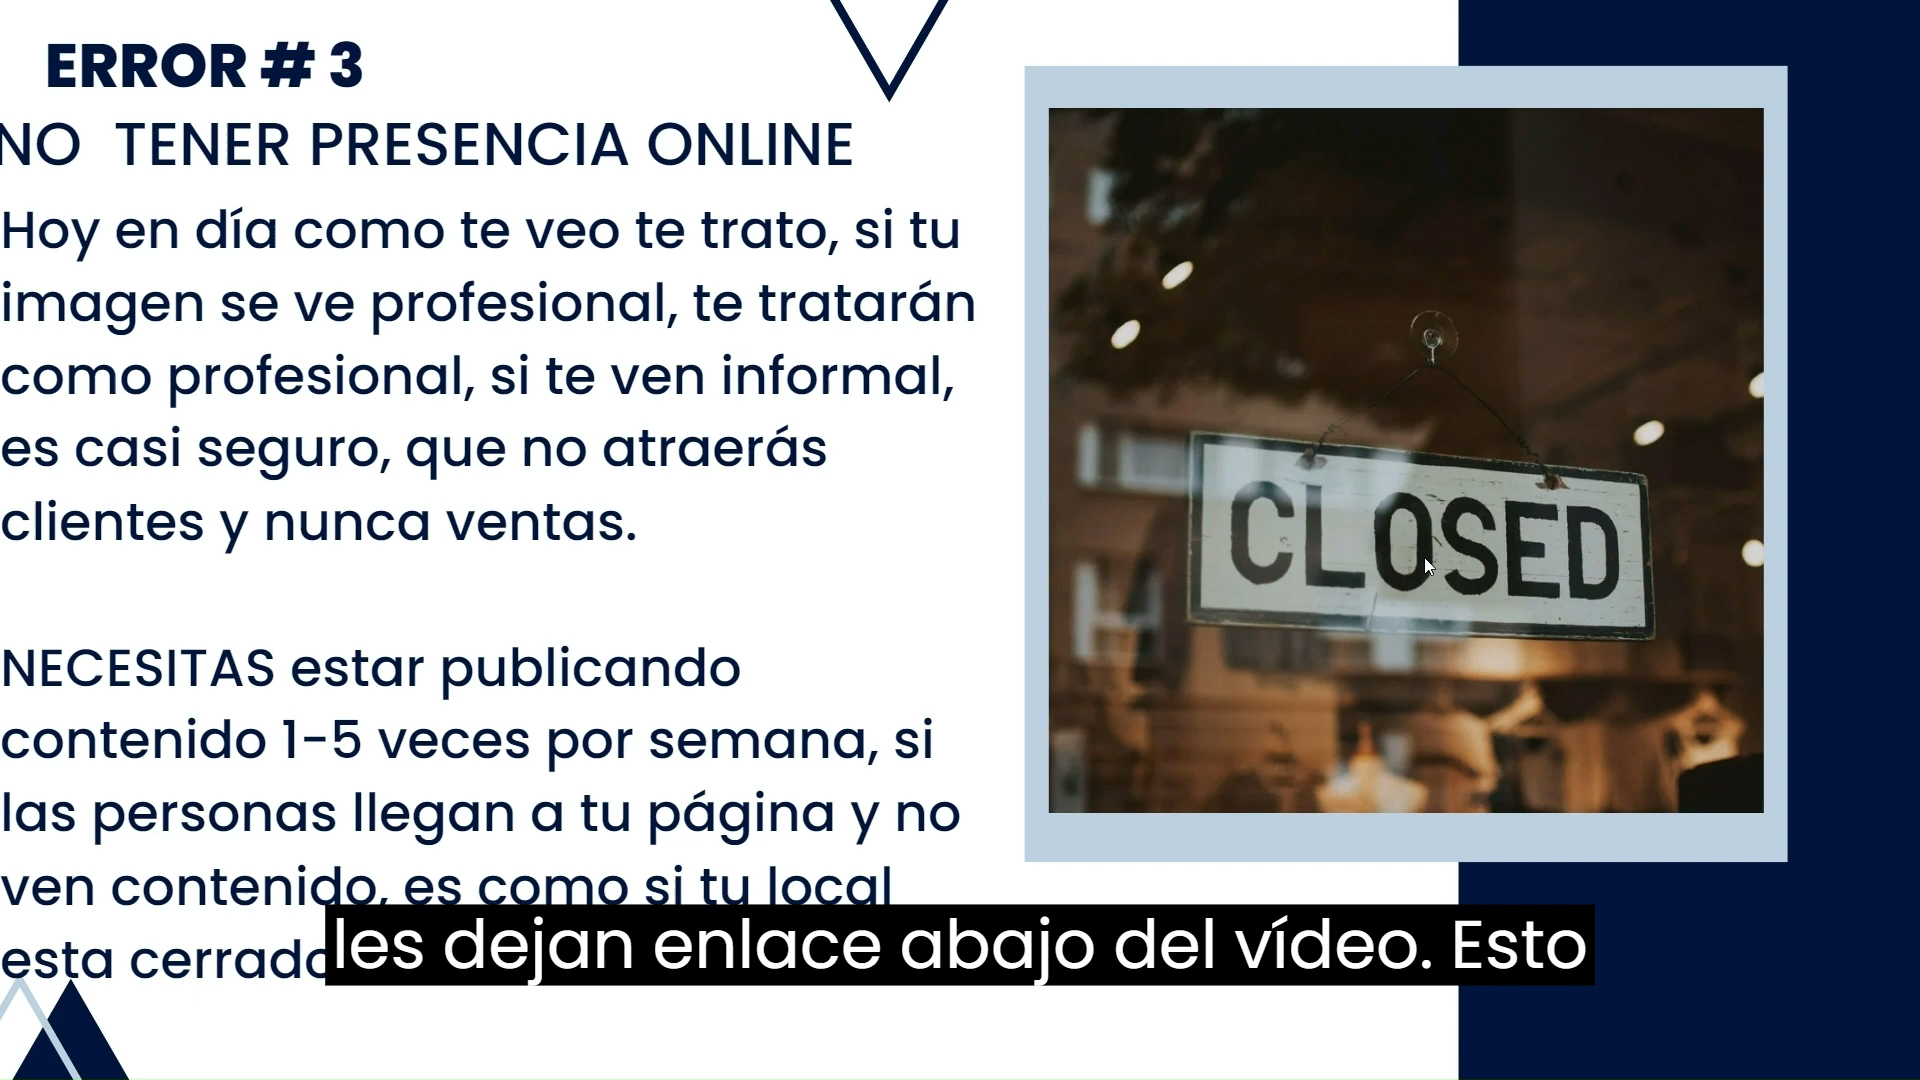 ERROR # 3
NO TENER PRESENCIA ONLINE
Hoy en día como te veo te trato, si tu
imagen se ve profesional, te tratarán
como profesional, si te ven informal,
es casi seguro, que no atraerás
clientes y nunca ventas.
NECESITAS estar publicando
contenido 1-5 veces por semana, si
las personas llegan a tu página y no
ven contenido, es como si tu local
esta cerrado
les dejan enlace abajo del vídeo. Esto
CLOSED